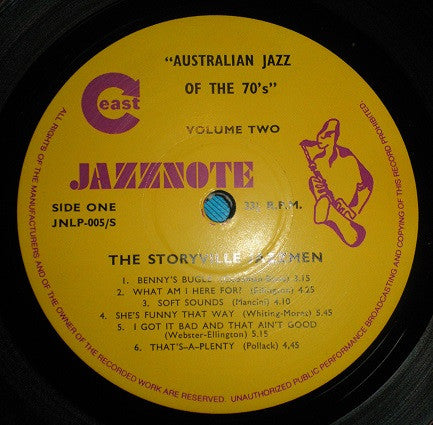 "AUSTRALIAN JAZZ
OF THE 70's"
C east
VOLUME TWO
JAZZNOTE
SIDE ONE
33⅓ R.P.M.
JNLP-005/S
THE STORYVILLE
1. BENNY'S BUGLE 3.15
2. WHAT AM I HERE FOR? 4.25
3. SOFT SOUNDS (Mancini) 4.10
4. SHE'S FUNNY THAT WAY (Whiting-Moret) 5.45
5. I GOT IT BAD AND THAT AIN'T GOOD
(Webster-Ellington) 5.15
6. THAT'S-A-PLENTY (Pollack) 4.45
ALL RIGHTS OF THE MANUFACTURERS AND OF THE OWNER OF THE RECORDED WORK ARE RESERVED. UNAUTHORIZED PUBLIC PERFORMANCE BROADCASTING AND COPYING OF THIS RECORD PROHIBITED.